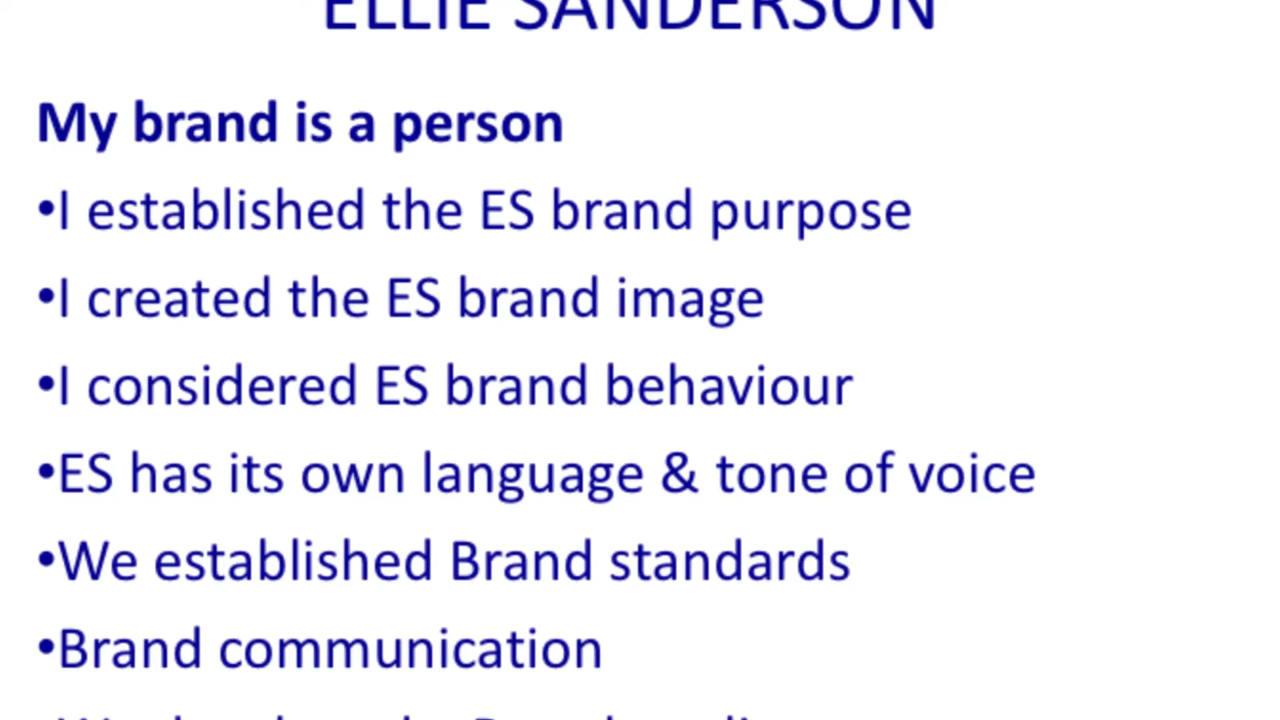 ELLIE SANDERSON
My brand is a person
•I established the ES brand purpose
•I created the ES brand image
•I considered ES brand behaviour
•ES has its own language & tone of voice
•We established Brand standards
•Brand communication